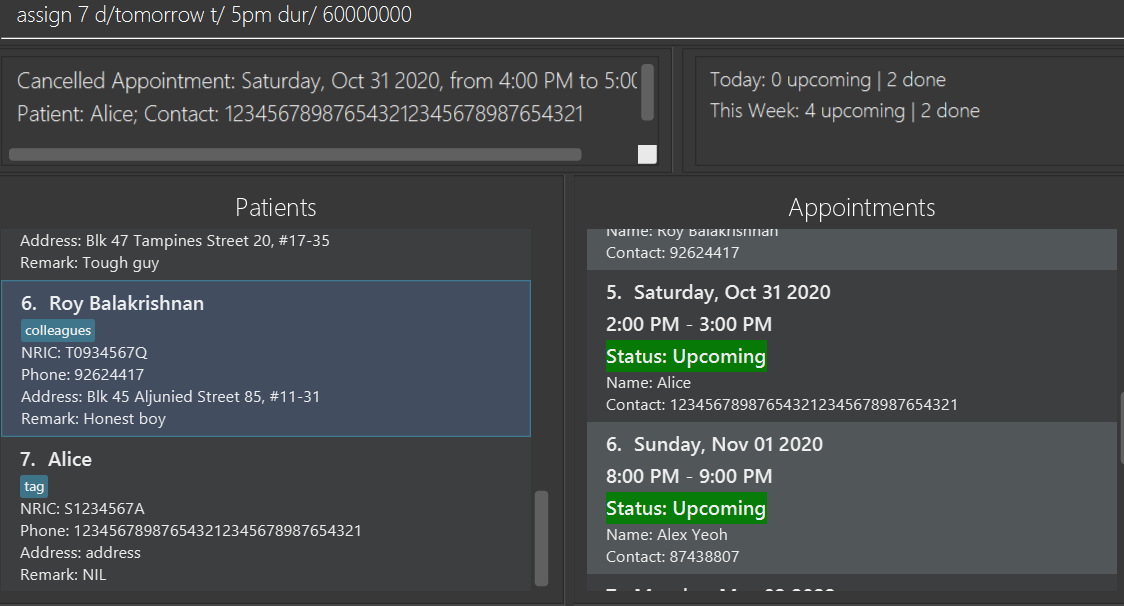 assign 7 d/tomorrow t/ 5pm dur/ 60000000
Cancelled Appointment: Saturday, Oct 31 2020, from 4:00 PM to 5:00
Patient: Alice; Contact: 123456789876543212345678987654321
Today: 0 upcoming | 2 done
This Week: 4 upcoming | 2 done
Patients
Address: Blk 47 Tampines Street 20, #17-35
Remark: Tough guy
6. Roy Balakrishnan
colleagues
NRIC: T0934567Q
Phone: 92624417
Address: Blk 45 Aljunied Street 85, #11-31
Remark: Honest boy
7. Alice
tag
NRIC: S1234567A
Phone: 123456789876543212345678987654321
Address: address
Remark: NIL
Appointments
Name: Roy Balakrishnan
Contact: 92624417
5. Saturday, Oct 31 2020
2:00 PM - 3:00 PM
Status: Upcoming
Name: Alice
Contact: 123456789876543212345678987654321
6. Sunday, Nov 01 2020
8:00 PM - 9:00 PM
Status: Upcoming
Name: Alex Yeoh
Contact: 87438807